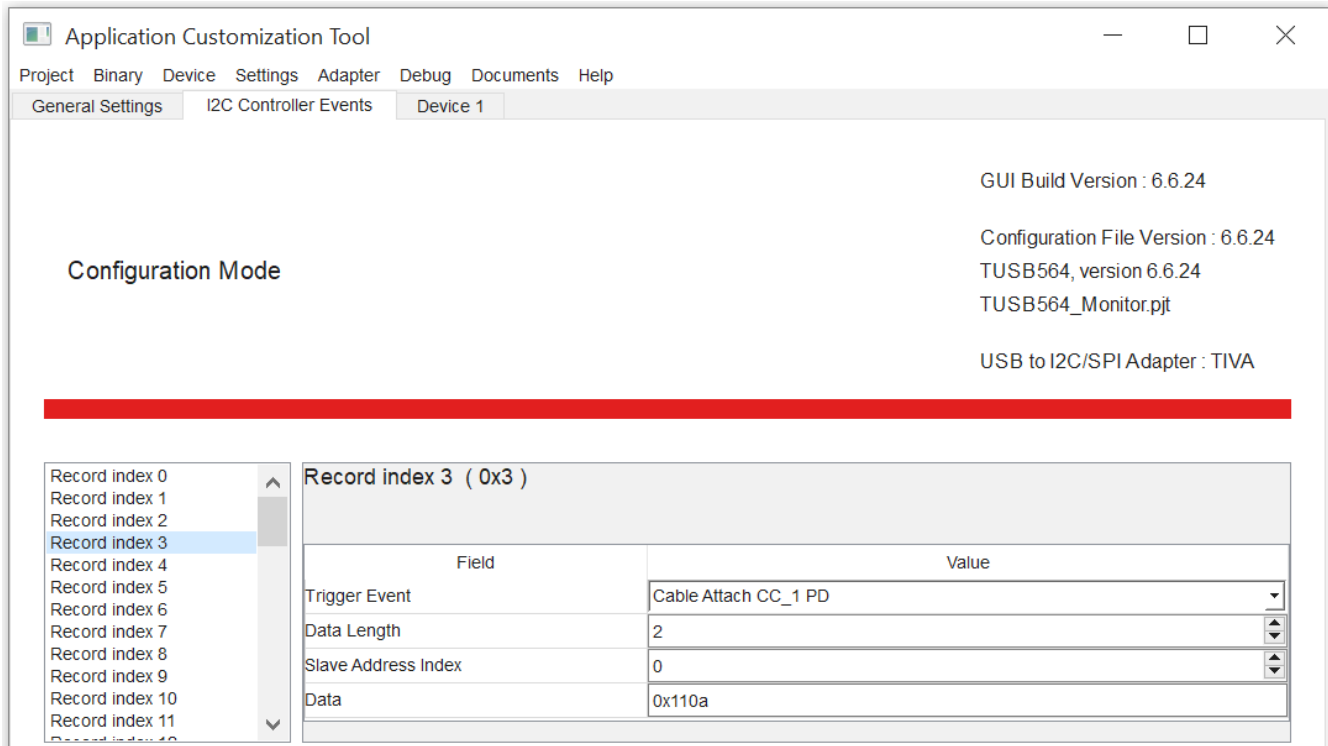 Application Customization Tool
Project Binary Device Settings Adapter Debug Documents Help
General Settings I2C Controller Events Device 1
GUI Build Version : 6.6.24
Configuration File Version : 6.6.24
Configuration Mode
TUSB564, version 6.6.24
TUSB564_Monitor.pjt
USB to I2C/SPI Adapter : TIVA
Record index 0
Record index 1
Record index 2
Record index 3
Record index 4
Record index 5
Record index 6
Record index 7
Record index 8
Record index 9
Record index 10
Record index 11
Record index 3 ( 0x3 )
Field Value
Trigger Event Cable Attach CC_1 PD
Data Length 2
Slave Address Index 0
Data 0x110a